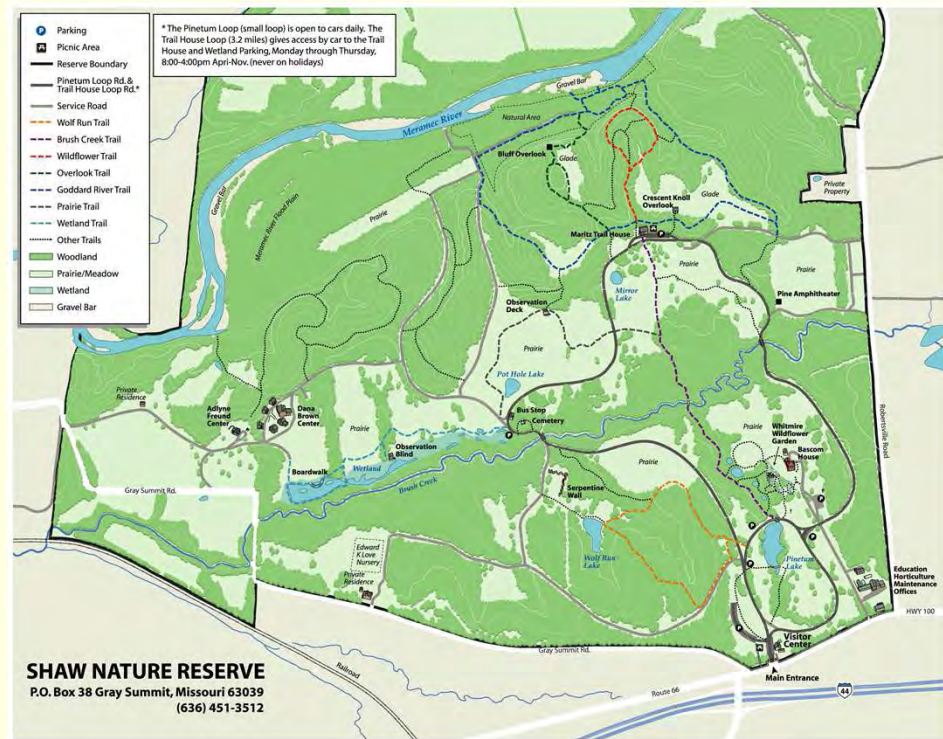 Parking
Picnic Area
Reserve Boundary
Pinetum Loop Rd. &
Trail House Loop Rd.*
Service Road
Wolf Run Trail
Brush Creek Trail
Wildflower Trail
Overlook Trail
Goddard River Trail
Prairie Trail
Wetland Trail
Other Trails
Woodland
Prairie/Meadow
Wetland
Gravel Bar
* The Pinetum Loop (small loop) is open to cars daily. The
Trail House Loop (3.2 miles) gives access by car to the Trail
House and Wetland Parking, Monday through Thursday,
8:00-4:00pm Apri-Nov. (never on holidays)
Gravel Bar
Meramec River
Natural Area
Bluff Overlook
Glade
Gravel Bar
Meramec River Flood Plain
Prairie
Crescent Knoll
Overlook
Glade
Private
Property
Maritz Trail House
P
Prairie
Prairie
Mirror
Lake
Pine Amphitheater
Observation
Deck
Prairie
Pot Hole Lake
Private
Residence
Adlyne
Freund
Center
Dana
Brown
Center
Prairie
Bus Stop
Cemetery
P
Observation
Blind
Wetland
Boardwalk
Brush Creek
Gray Summit Rd.
Robertsville Road
Prairie
Whitmire
Wildflower
Garden
Bascom
House
Prairie
Serpentine
Wall
Wolf Run
Lake
P
P
P
P
Pinetum
Lake
Edward
K Love
Nursery
Private
Residence
Education
Horticulture
Maintenance
Offices
HWY 100
P
Visitor
Center
Gray Summit Rd.
Main Entrance
Railroad
Route 66
44
SHAW NATURE RESERVE
P.O. Box 38 Gray Summit, Missouri 63039
(636) 451-3512